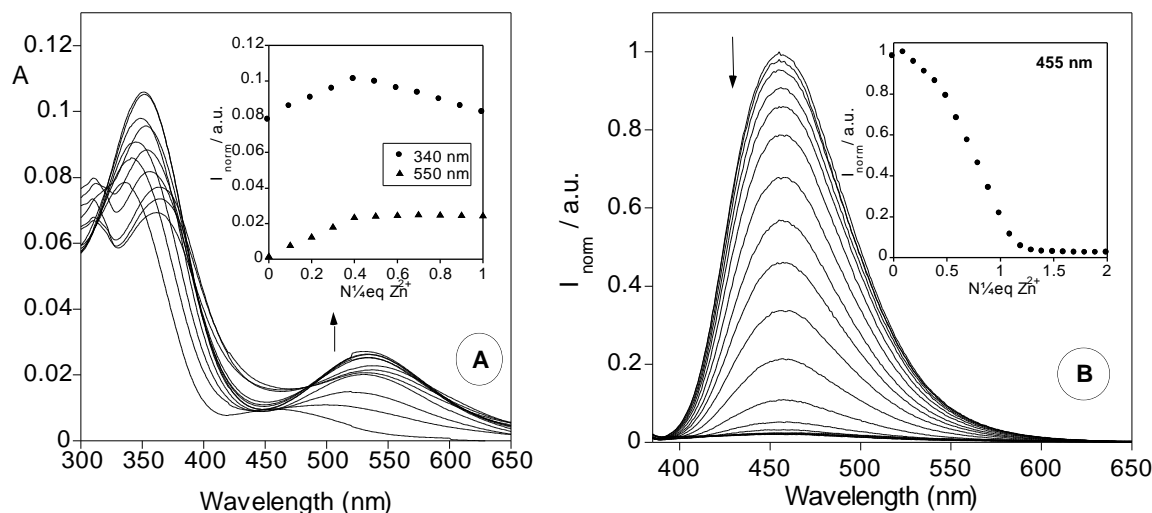 A
0.12
0.1
0.08
0.06
0.04
0.02
0
300 350 400 450 500 550 600 650
Wavelength (nm)
I norm / a.u.
0.12
0.1
0.08
0.06
0.04
0.02
0
0 0.2 0.4 0.6 0.8 1
N¼eq Zn2+
340 nm
550 nm
A
I norm / a.u.
1
0.8
0.6
0.4
0.2
0
400 450 500 550 600 650
Wavelength (nm)
I norm / a.u.
1
0.8
0.6
0.4
0.2
0
0 0.5 1 1.5 2
N¼eq Zn2+
455 nm
B